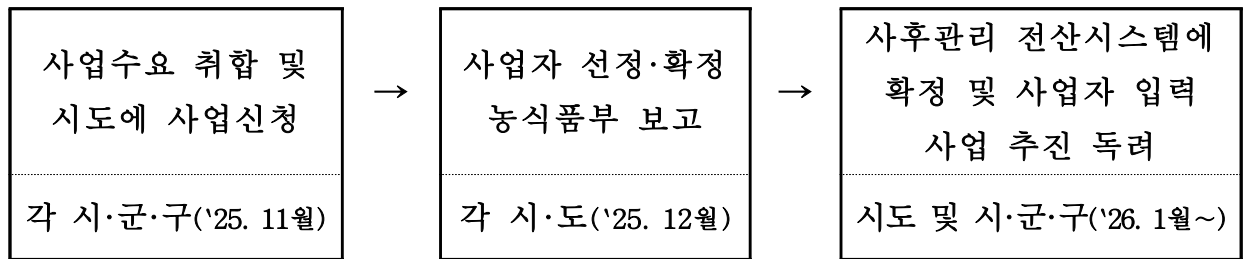 사업수요 취합 및
시도에 사업신청
각 시·군·구(‘25. 11월)
→
사업자 선정·확정
농식품부 보고
각 시·도(‘25. 12월)
→
사후관리 전산시스템에
확정 및 사업자 입력
사업 추진 독려
시도 및 시·군·구(‘26. 1월~)